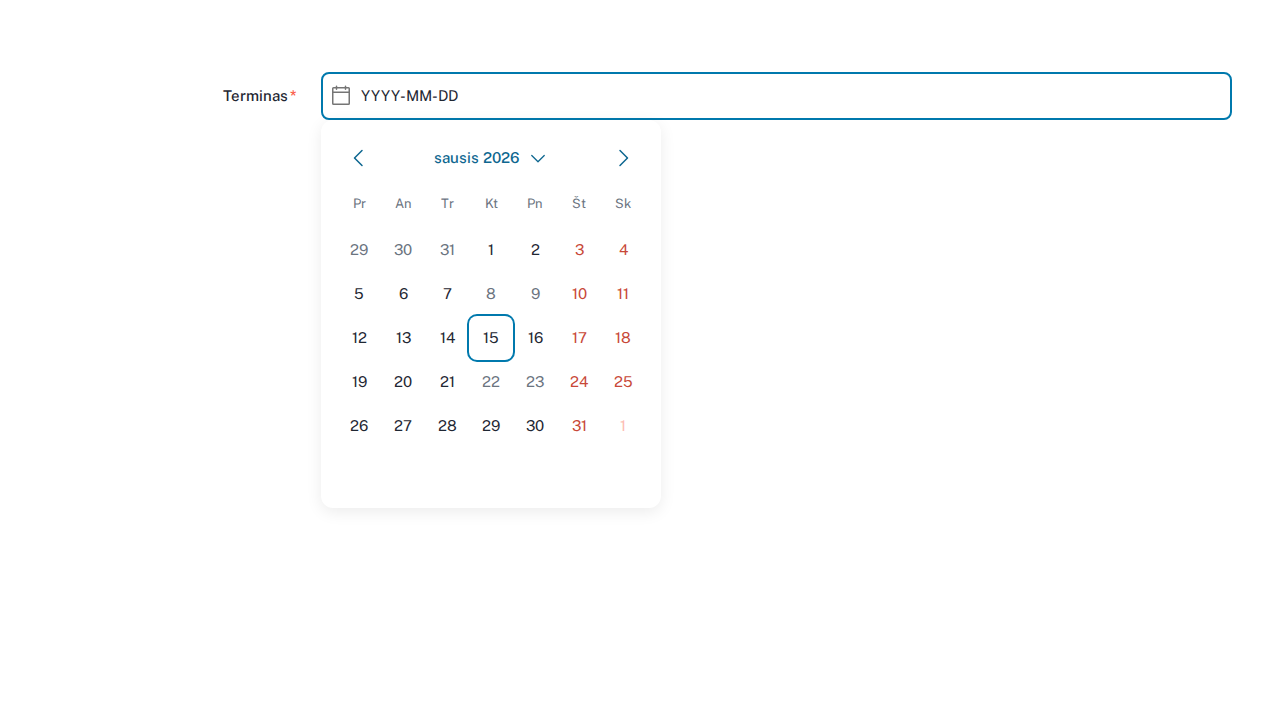 Terminas*
YYYY-MM-DD
sausis 2026
Pr An Tr Kt Pn Št Sk
29 30 31 1 2 3 4
5 6 7 8 9 10 11
12 13 14 15 16 17 18
19 20 21 22 23 24 25
26 27 28 29 30 31 1